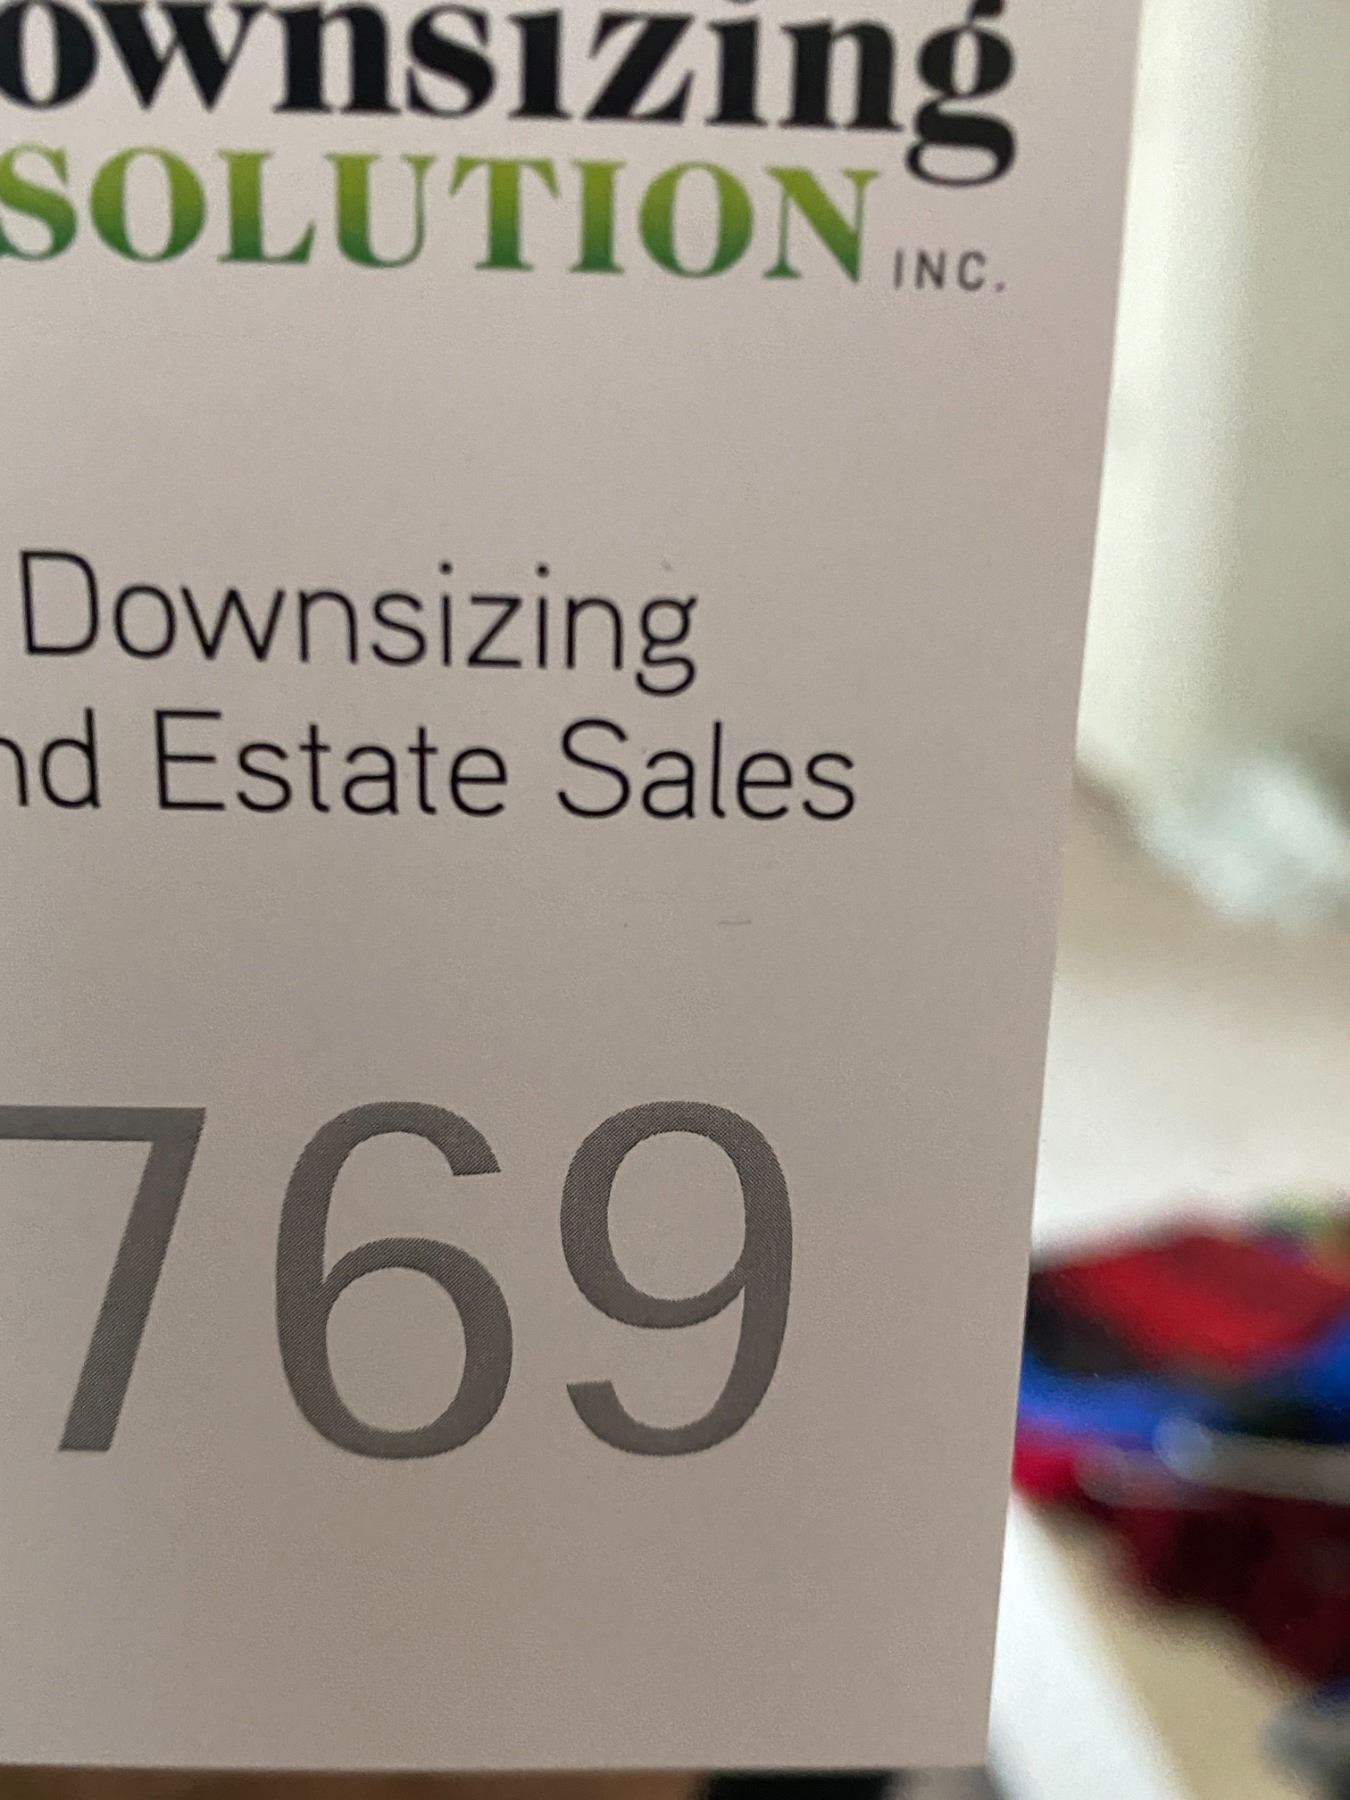 ownsizing
SOLUTION INC.
Downsizing
nd Estate Sales
769